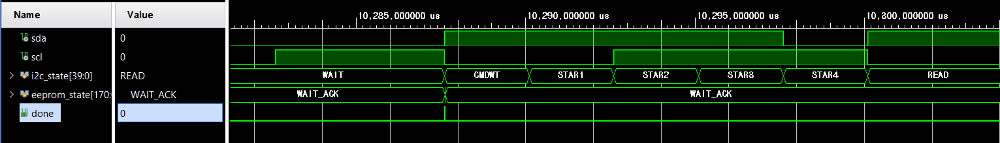 Name Value
10,285.000000 us 10,290.000000 us 10,295.000000 us 10,300.000000 us
sda 0
scl 0
i2c_state[39:0] READ WAIT CMDWT STAR1 STAR2 STAR3 STAR4 READ
eeprom_state[170: WAIT_ACK WAIT_ACK WAIT_ACK
done 0